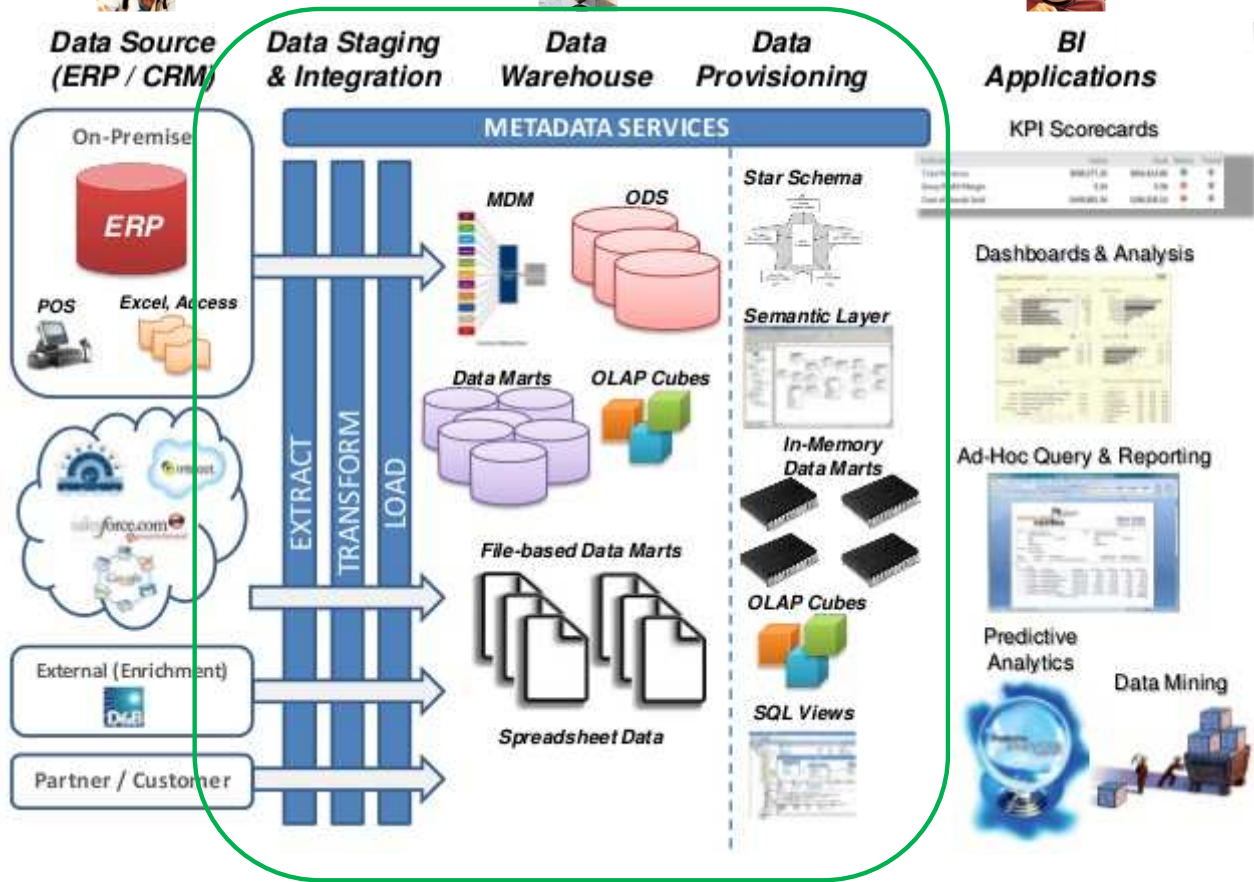 Data Source
(ERP / CRM)
Data Staging
& Integration
Data
Warehouse
Data
Provisioning
BI
Applications
METADATA SERVICES
On-Premise
ERP
POS
Excel, Access
salesforce.com
Google
External (Enrichment)
D&B
Partner / Customer
EXTRACT
TRANSFORM
LOAD
MDM
ODS
Data Marts
OLAP Cubes
File-based Data Marts
Spreadsheet Data
Star Schema
Semantic Layer
In-Memory
Data Marts
OLAP Cubes
SQL Views
KPI Scorecards
Dashboards & Analysis
Ad-Hoc Query & Reporting
Predictive
Analytics
Data Mining